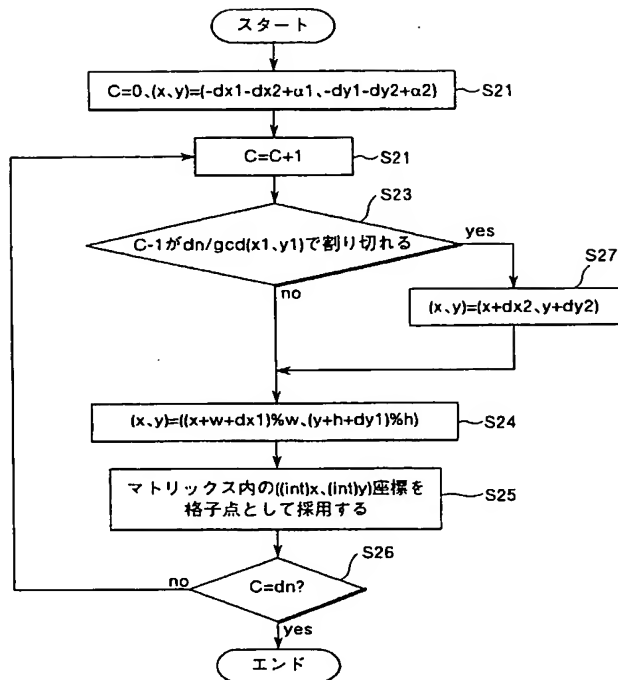 スタート
C=0、(x、y)=(-dx1-dx2+α1、-dy1-dy2+α2)
S21
C=C+1
S21
S23
C-1がdn/gcd(x1、y1)で割り切れる
yes
no
S27
(x、y)=(x+dx2、y+dy2)
(x、y)=((x+w+dx1)%w、(y+h+dy1)%h)
S24
マトリックス内の((int)x、(int)y)座標を
格子点として採用する
S25
S26
C=dn?
no
yes
エンド